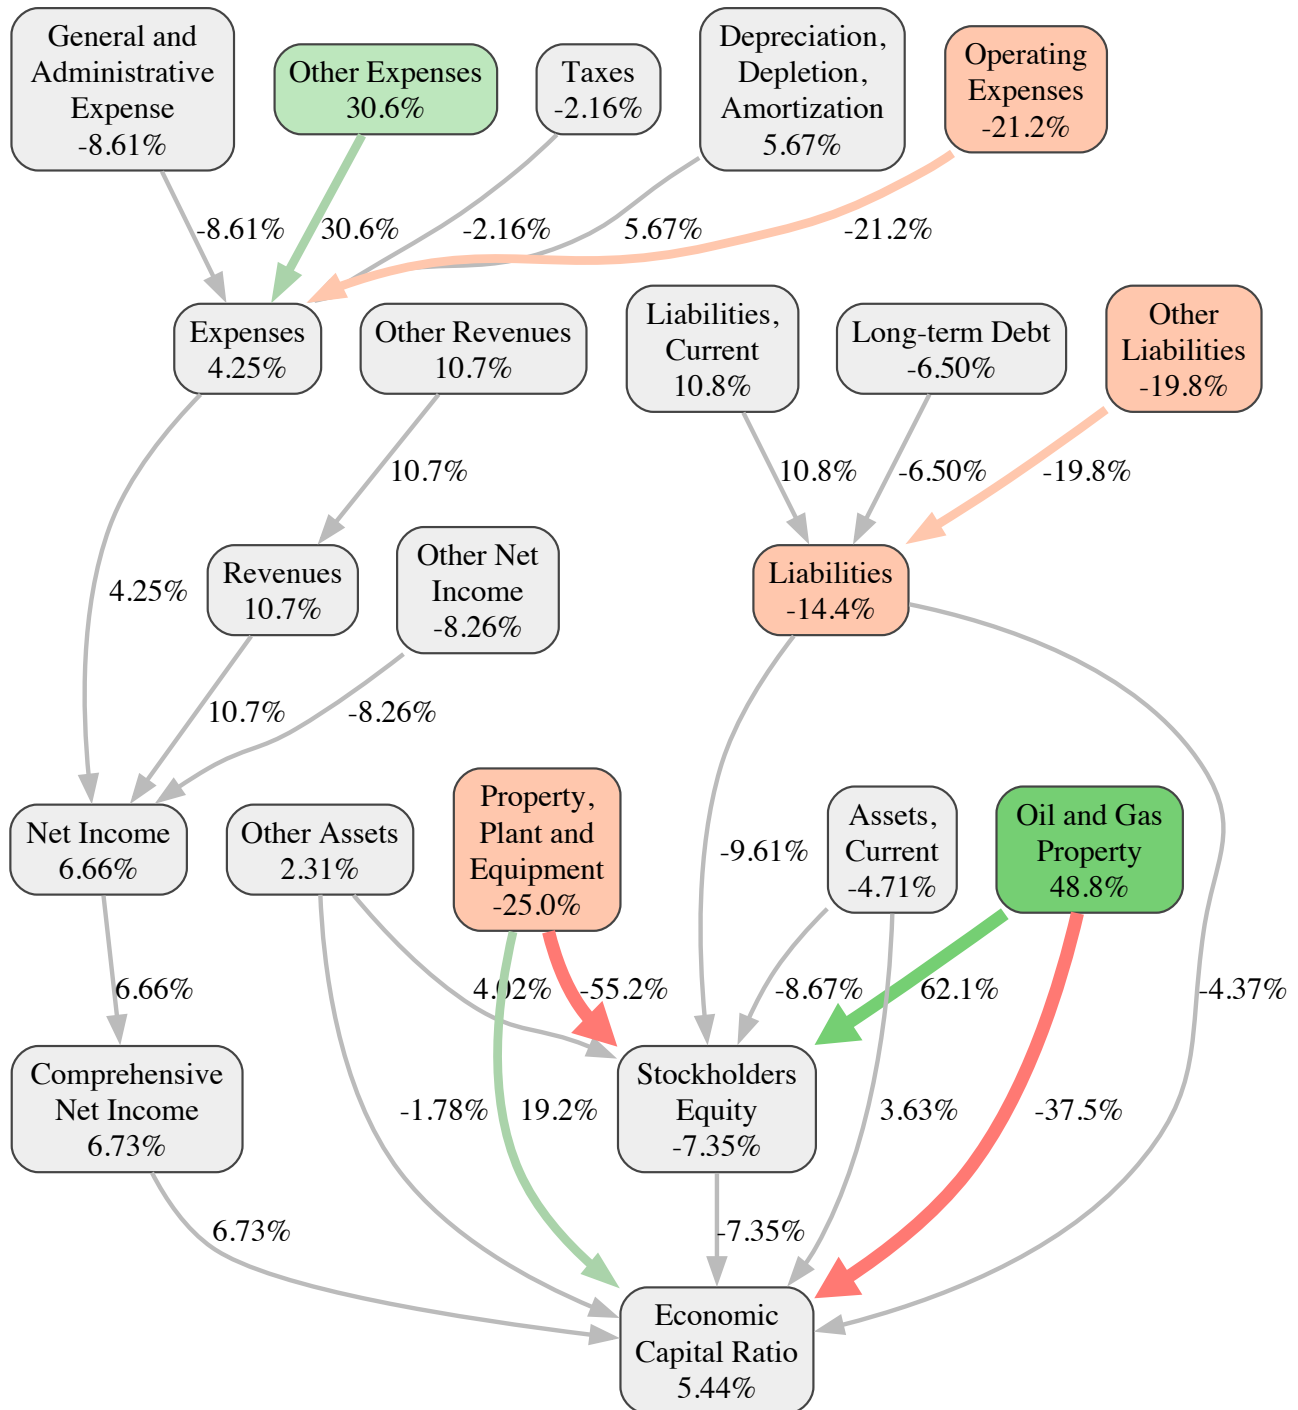 General and
Administrative
Expense
-8.61%
Other Expenses
30.6%
Taxes
-2.16%
Depreciation,
Depletion,
Amortization
5.67%
Operating
Expenses
-21.2%
-8.61%
30.6%
-2.16%
5.67%
-21.2%
Expenses
4.25%
Other Revenues
10.7%
Liabilities,
Current
10.8%
Long-term Debt
-6.50%
Other
Liabilities
-19.8%
10.7%
10.8%
-6.50%
-19.8%
4.25%
Revenues
10.7%
Other Net
Income
-8.26%
Liabilities
-14.4%
10.7%
-8.26%
Net Income
6.66%
Other Assets
2.31%
Property,
Plant and
Equipment
-25.0%
-9.61%
Assets,
Current
-4.71%
Oil and Gas
Property
48.8%
6.66%
4.02%
-55.2%
-8.67%
62.1%
-4.37%
Comprehensive
Net Income
6.73%
-1.78%
19.2%
Stockholders
Equity
-7.35%
3.63%
-37.5%
6.73%
-7.35%
Economic
Capital Ratio
5.44%